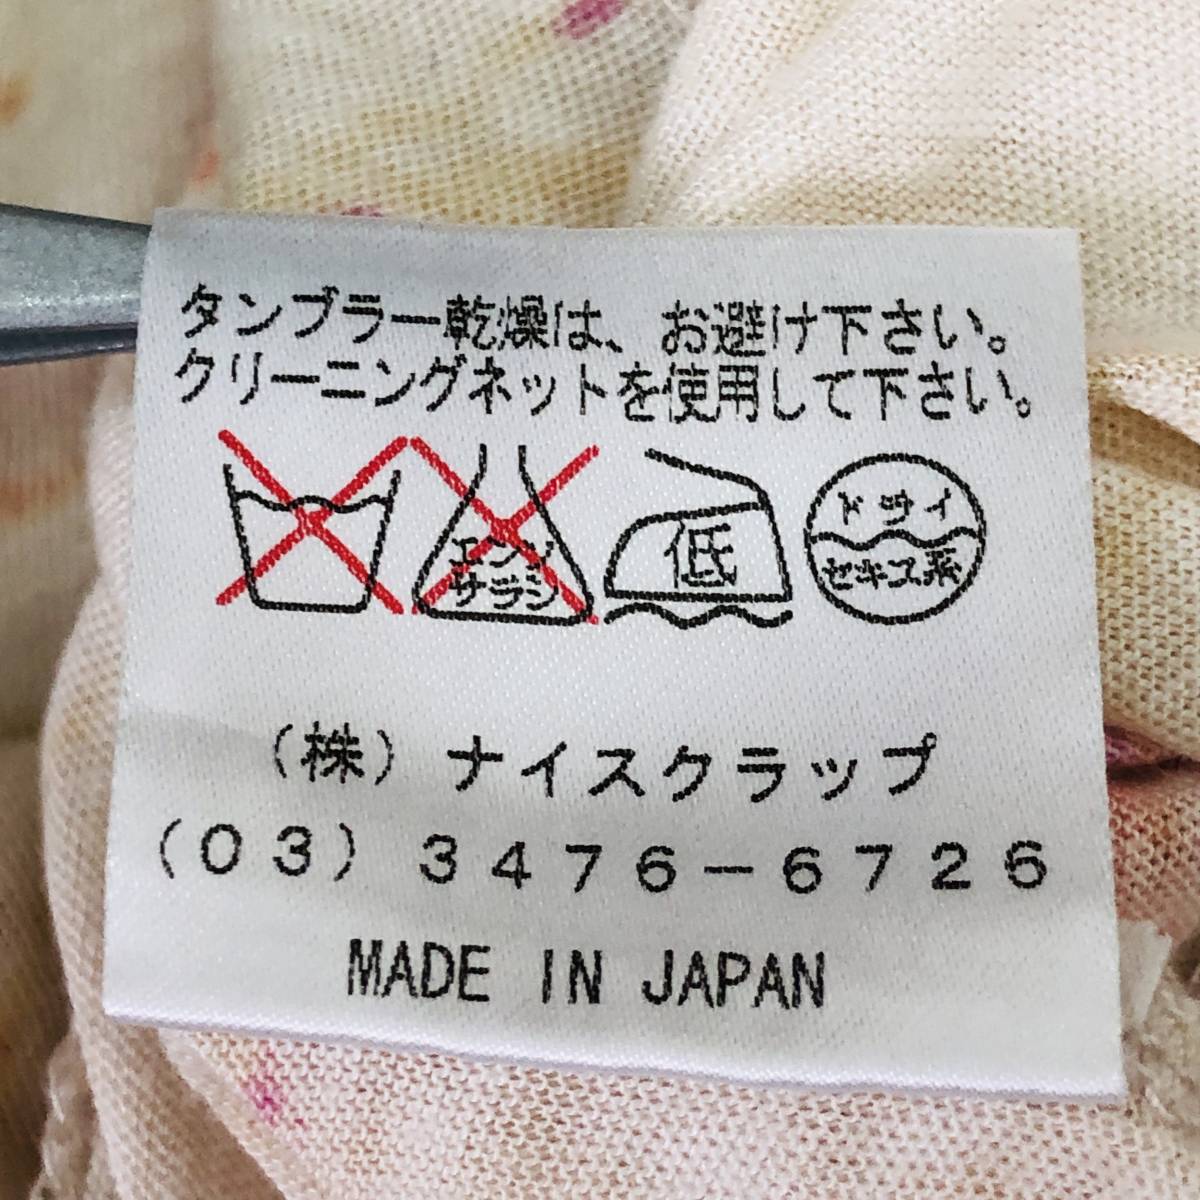 タンブラー乾燥は、お避け下さい。
クリーニングネットを使用して下さい。
エンソ
サラシ
低
ドライ
セキユ系
(株)ナイスクラップ
(03)3476-6726
MADE IN JAPAN